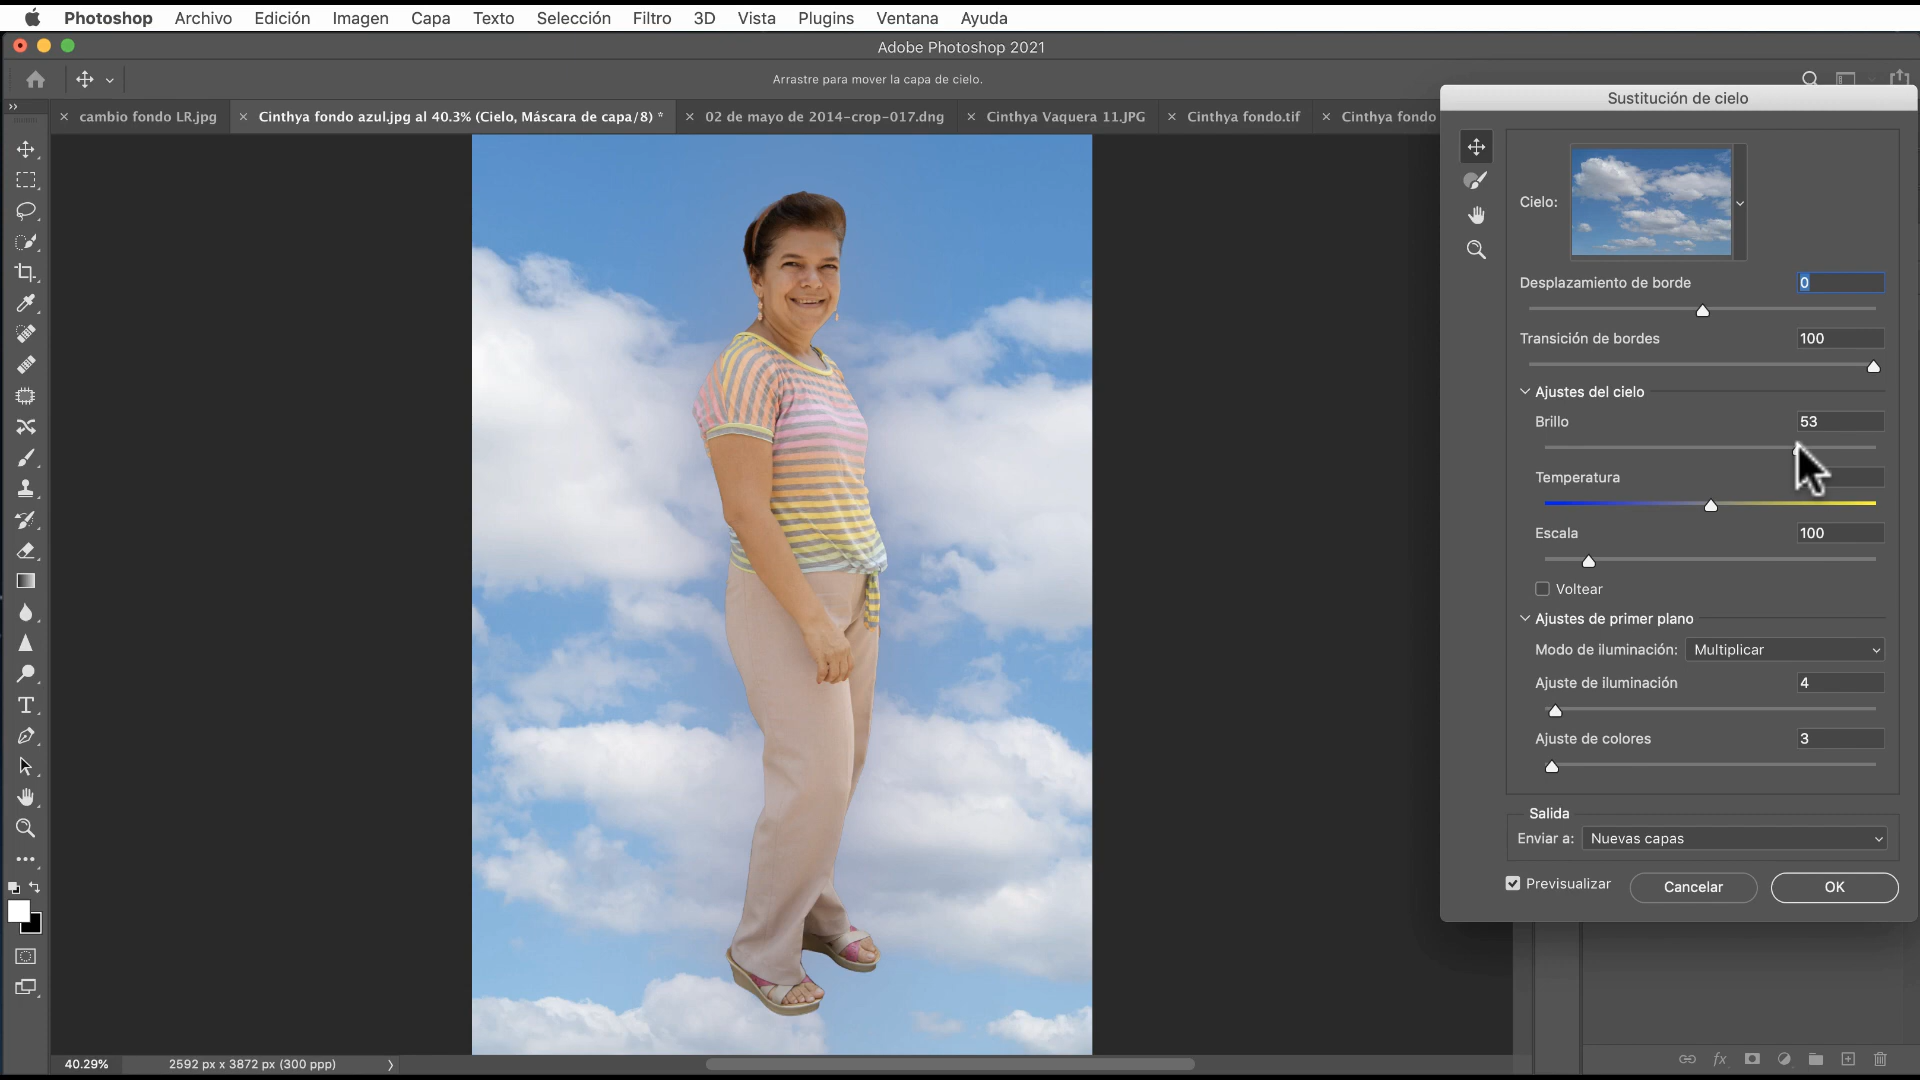 Photoshop Archivo Edición Imagen Capa Texto Selección Filtro 3D Vista Plugins Ventana Ayuda
Adobe Photoshop 2021
Arrastre para mover la capa de cielo.
× cambio fondo LR.jpg × Cinthya fondo azul.jpg al 40.3% (Cielo, Máscara de capa/8) * × 02 de mayo de 2014-crop-017.dng × Cinthya Vaquera 11.JPG × Cinthya fondo.tif × Cinthya fondo
Sustitución de cielo
Cielo:
Desplazamiento de borde 0
Transición de bordes 100
Ajustes del cielo
Brillo 53
Temperatura
Escala 100
Voltear
Ajustes de primer plano
Modo de iluminación: Multiplicar
Ajuste de iluminación 4
Ajuste de colores 3
Salida
Enviar a: Nuevas capas
Previsualizar Cancelar OK
40.29% 2592 px x 3872 px (300 ppp)
fx